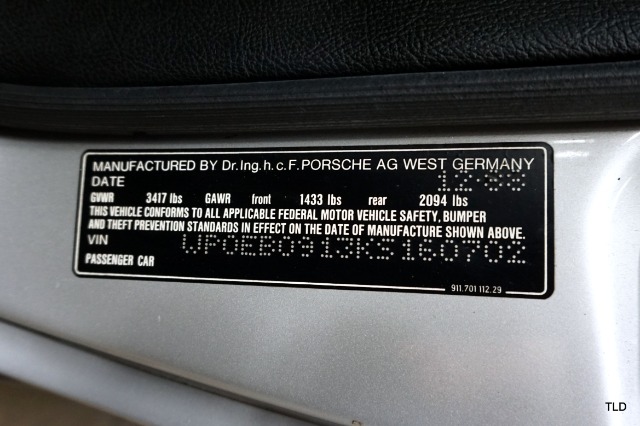 MANUFACTURED BY Dr.Ing.h.c.F.PORSCHE AG WEST GERMANY
DATE 12·88
GVWR 3417 lbs GAWR front 1433 lbs rear 2094 lbs
THIS VEHICLE CONFORMS TO ALL APPLICABLE FEDERAL MOTOR VEHICLE SAFETY, BUMPER
AND THEFT PREVENTION STANDARDS IN EFFECT ON THE DATE OF MANUFACTURE SHOWN ABOVE.
VIN WP0EB0913KS160702
PASSENGER CAR
911.701 112.29
TLD